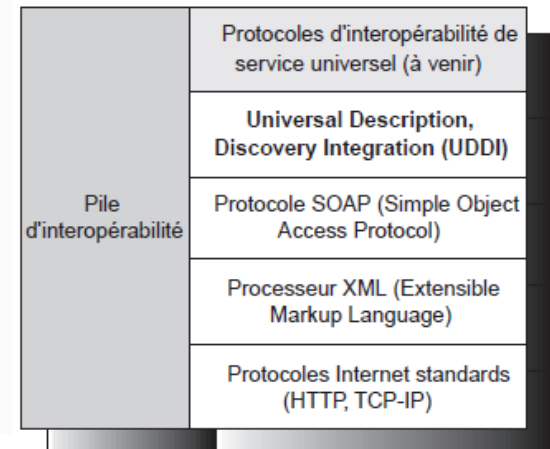 Protocoles d'interopérabilité de
service universel (à venir)
Universal Description,
Discovery Integration (UDDI)
Pile
d'interopérabilité
Protocole SOAP (Simple Object
Access Protocol)
Processeur XML (Extensible
Markup Language)
Protocoles Internet standards
(HTTP, TCP-IP)